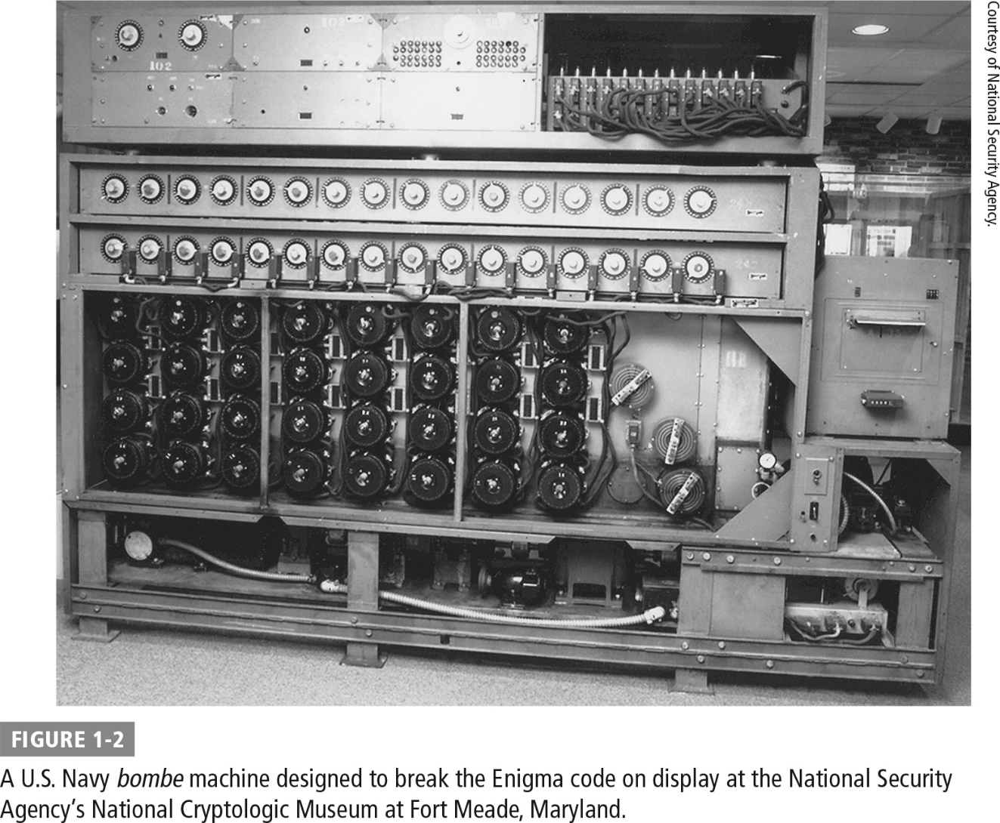 Courtesy of National Security Agency.
102
FIGURE 1-2
A U.S. Navy bombe machine designed to break the Enigma code on display at the National Security
Agency’s National Cryptologic Museum at Fort Meade, Maryland.